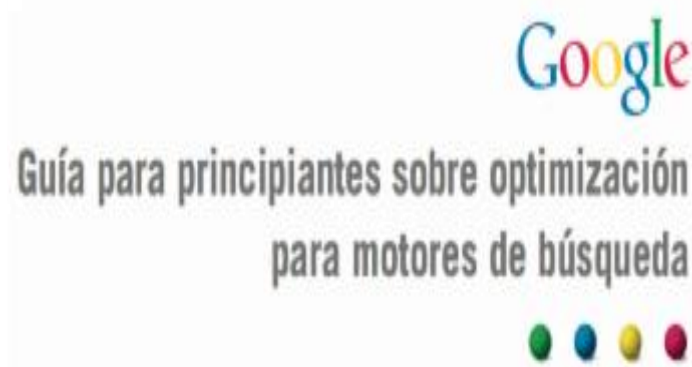 Google
Guía para principiantes sobre optimización
para motores de búsqueda